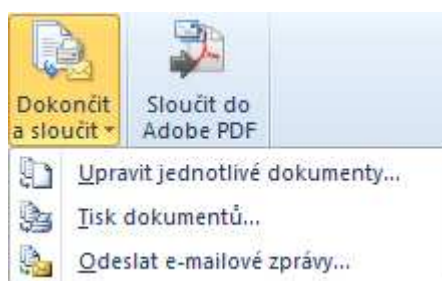 Dokončit
a sloučit
Sloučit do
Adobe PDF
Upravit jednotlivé dokumenty...
Tisk dokumentů...
Odeslat e-mailové zprávy...